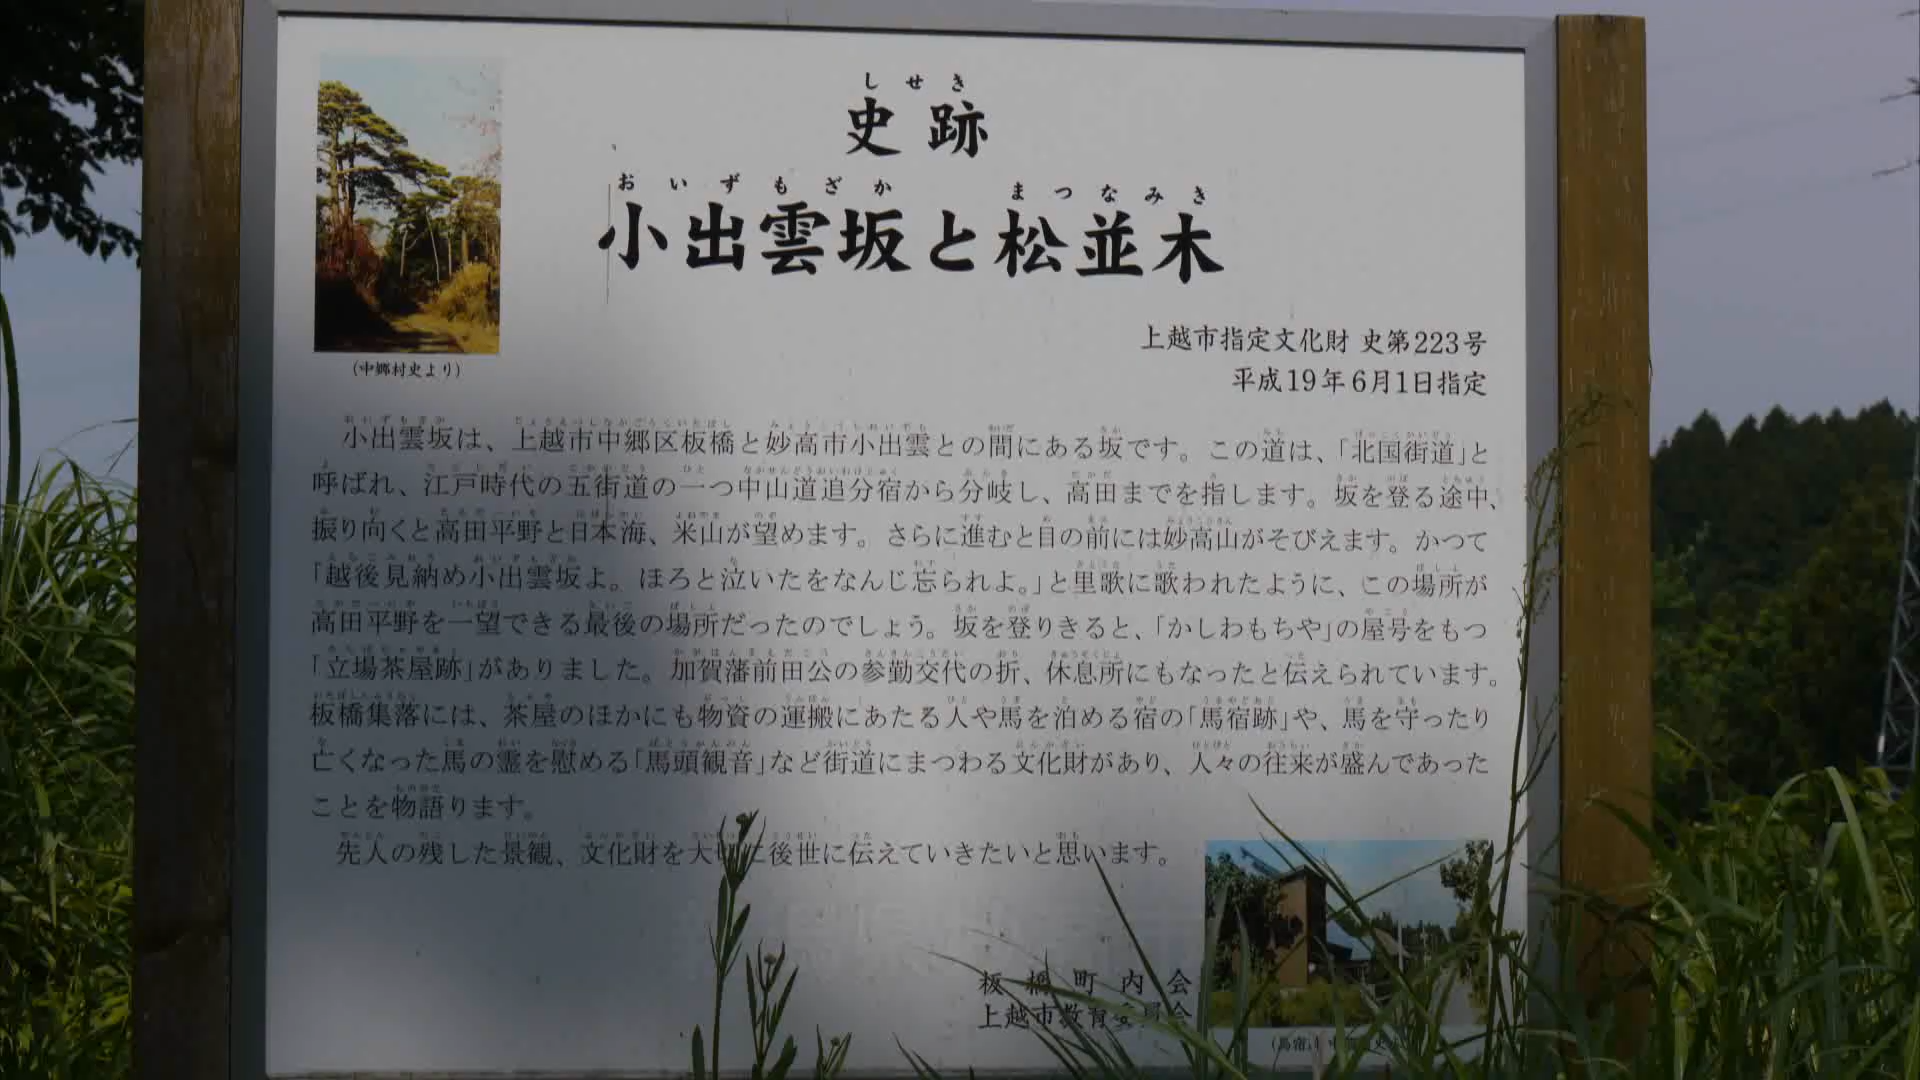 しせき
史跡
おいずもざか まつなみき
小出雲坂と松並木
上越市指定文化財 史第223号
平成19年6月1日指定
(中郷村史より)
小出雲坂は、上越市中郷区板橋と妙高市小出雲との間にある坂です。この道は、「北国街道」と
呼ばれ、江戸時代の五街道の一つ中山道追分宿から分岐し、高田までを指します。坂を登る途中、
振り向くと高田平野と日本海、米山が望めます。さらに進むと目の前には妙高山がそびえます。かつて
「越後見納め小出雲坂よ。ほろと泣いたをなんじ忘られよ。」と里歌に歌われたように、この場所が
高田平野を一望できる最後の場所だったのでしょう。坂を登りきると、「かしわもちや」の屋号をもつ
「立場茶屋跡」がありました。加賀藩前田公の参勤交代の折、休息所にもなったと伝えられています。
板橋集落には、茶屋のほかにも物資の運搬にあたる人や馬を泊める宿の「馬宿跡」や、馬を守ったり
亡くなった馬の霊を慰める「馬頭観音」など街道にまつわる文化財があり、人々の往来が盛んであった
ことを物語ります。
先人の残した景観、文化財を大切に後世に伝えていきたいと思います。
板橋町内会
上越市教育委員会